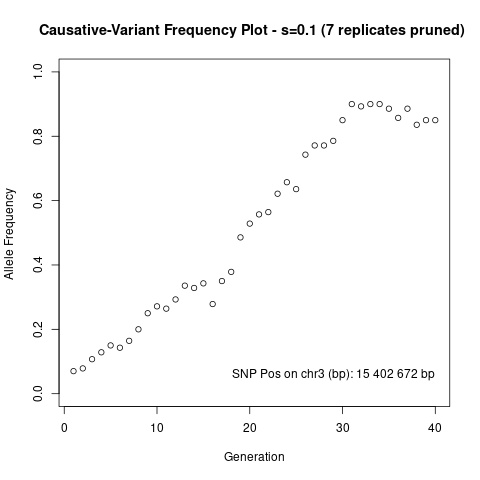 Causative-Variant Frequency Plot - s=0.1 (7 replicates pruned)
1.0
0.8
0.6
0.4
0.2
0.0
Allele Frequency
SNP Pos on chr3 (bp): 15 402 672 bp
0 10 20 30 40
Generation